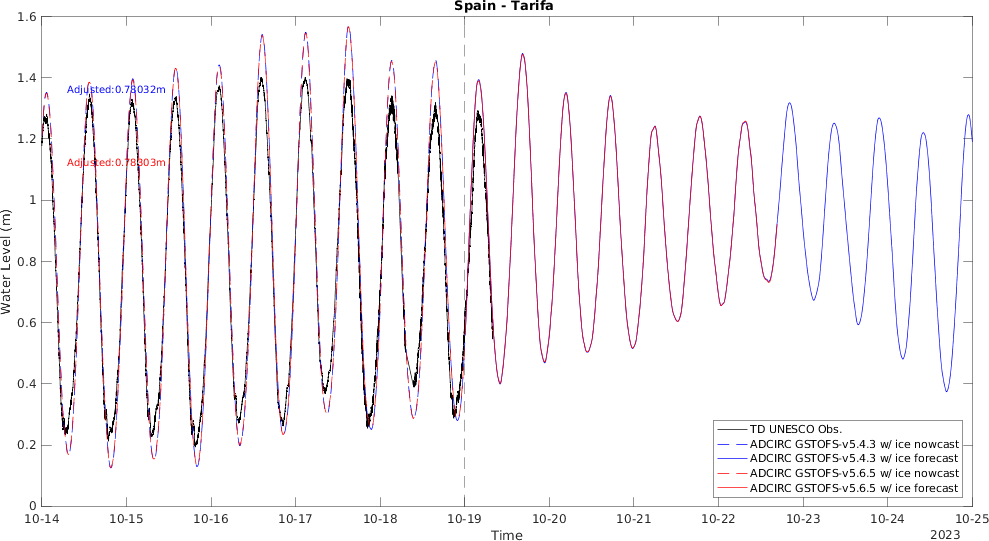 Spain - Tarifa
1.6
1.4
1.2
1
0.8
0.6
0.4
0.2
0
Water Level (m)
Adjusted:0.78032m
Adjusted:0.78303m
TD UNESCO Obs.
ADCIRC GSTOFS-v5.4.3 w/ ice nowcast
ADCIRC GSTOFS-v5.4.3 w/ ice forecast
ADCIRC GSTOFS-v5.6.5 w/ ice nowcast
ADCIRC GSTOFS-v5.6.5 w/ ice forecast
10-14 10-15 10-16 10-17 10-18 10-19 10-20 10-21 10-22 10-23 10-24 10-25
Time
2023